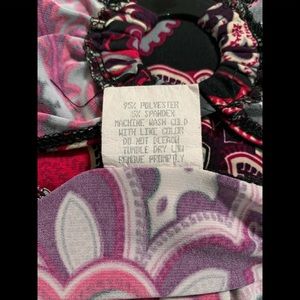 95% POLYESTER
5% SPANDEX
MACHINE WASH COLD
WITH LIKE COLOR
DO NOT BLEACH
TUMBLE DRY LOW
REMOVE PROMPTLY